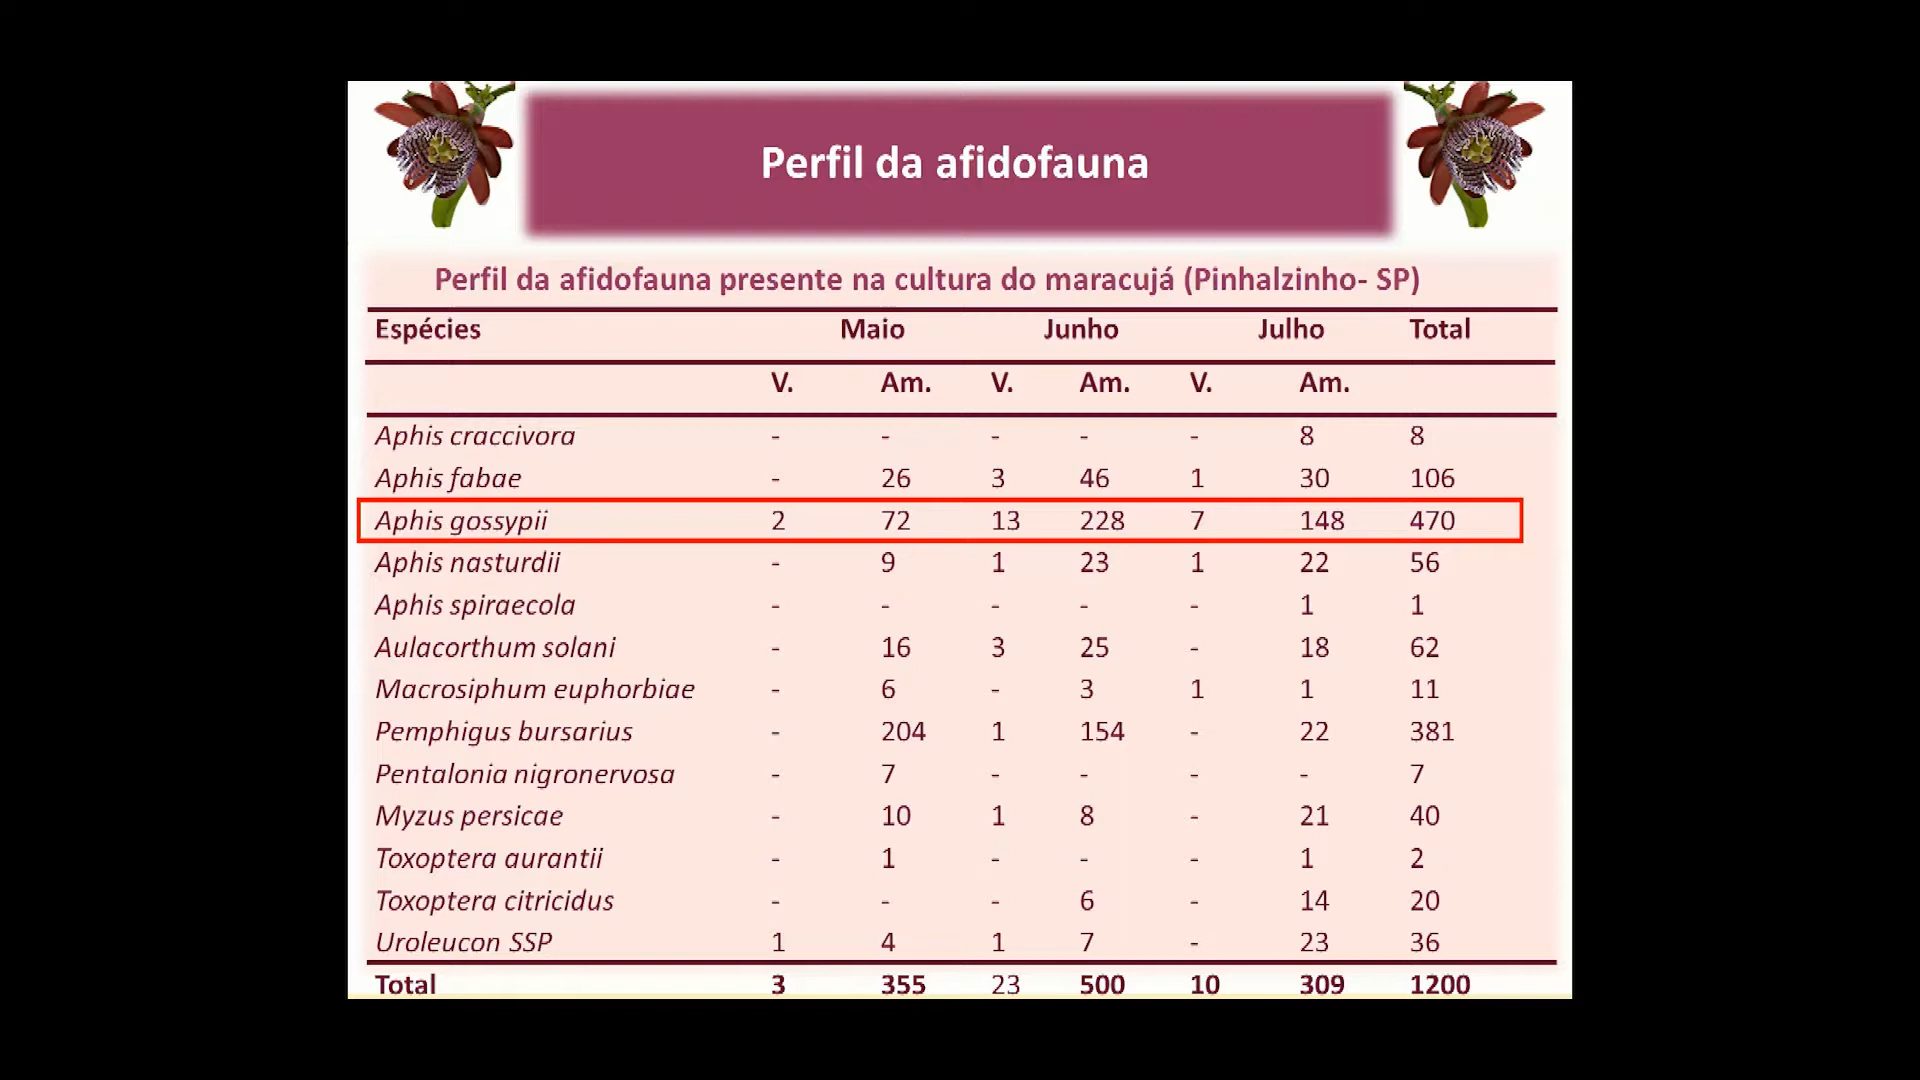 Perfil da afidofauna
Perfil da afidofauna presente na cultura do maracujá (Pinhalzinho- SP)
Espécies Maio Junho Julho Total
V. Am. V. Am. V. Am.
Aphis craccivora - - - - - 8 8
Aphis fabae - 26 3 46 1 30 106
Aphis gossypii 2 72 13 228 7 148 470
Aphis nasturdii - 9 1 23 1 22 56
Aphis spiraecola - - - - - 1 1
Aulacorthum solani - 16 3 25 - 18 62
Macrosiphum euphorbiae - 6 - 3 1 1 11
Pemphigus bursarius - 204 1 154 - 22 381
Pentalonia nigronervosa - 7 - - - - 7
Myzus persicae - 10 1 8 - 21 40
Toxoptera aurantii - 1 - - - 1 2
Toxoptera citricidus - - - 6 - 14 20
Uroleucon SSP 1 4 1 7 - 23 36
Total 3 355 23 500 10 309 1200